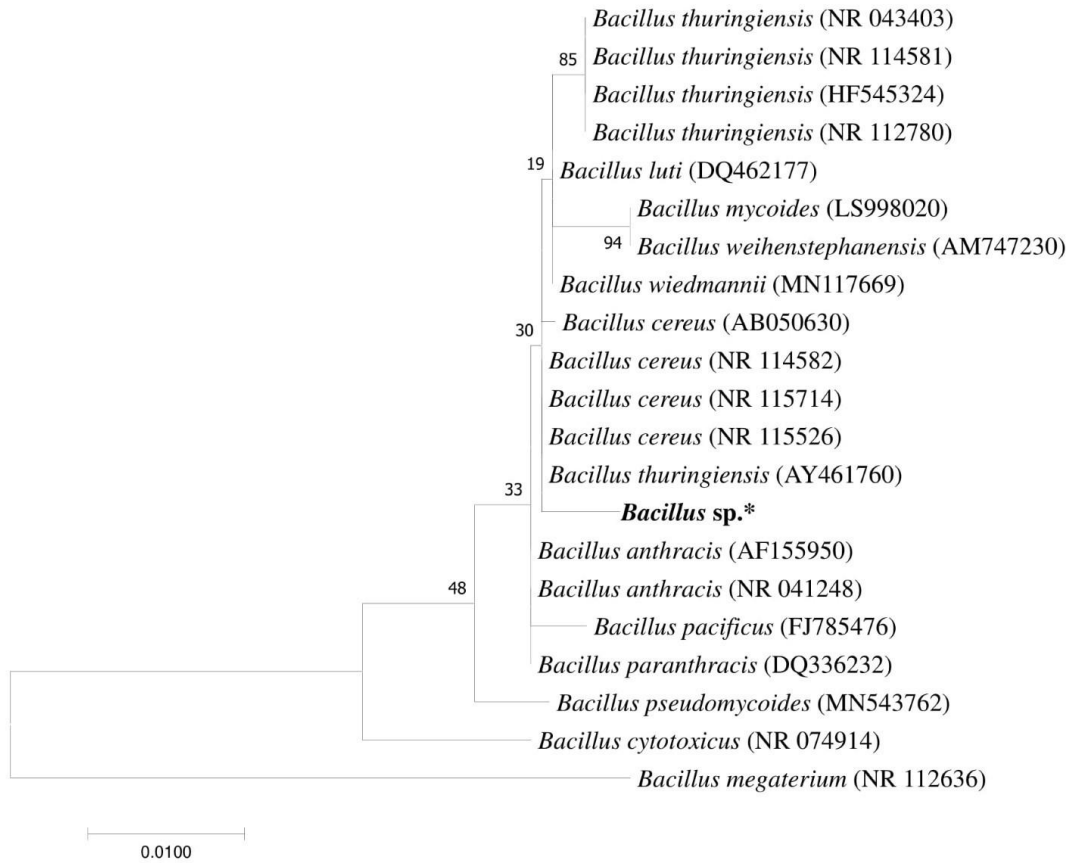 Bacillus thuringiensis (NR 043403)
85
Bacillus thuringiensis (NR 114581)
Bacillus thuringiensis (HF545324)
Bacillus thuringiensis (NR 112780)
19
Bacillus luti (DQ462177)
Bacillus mycoides (LS998020)
94
Bacillus weihenstephanensis (AM747230)
Bacillus wiedmannii (MN117669)
30
Bacillus cereus (AB050630)
Bacillus cereus (NR 114582)
Bacillus cereus (NR 115714)
Bacillus cereus (NR 115526)
Bacillus thuringiensis (AY461760)
33
Bacillus sp.*
Bacillus anthracis (AF155950)
48
Bacillus anthracis (NR 041248)
Bacillus pacificus (FJ785476)
Bacillus paranthracis (DQ336232)
Bacillus pseudomycoides (MN543762)
Bacillus cytotoxicus (NR 074914)
Bacillus megaterium (NR 112636)
0.0100